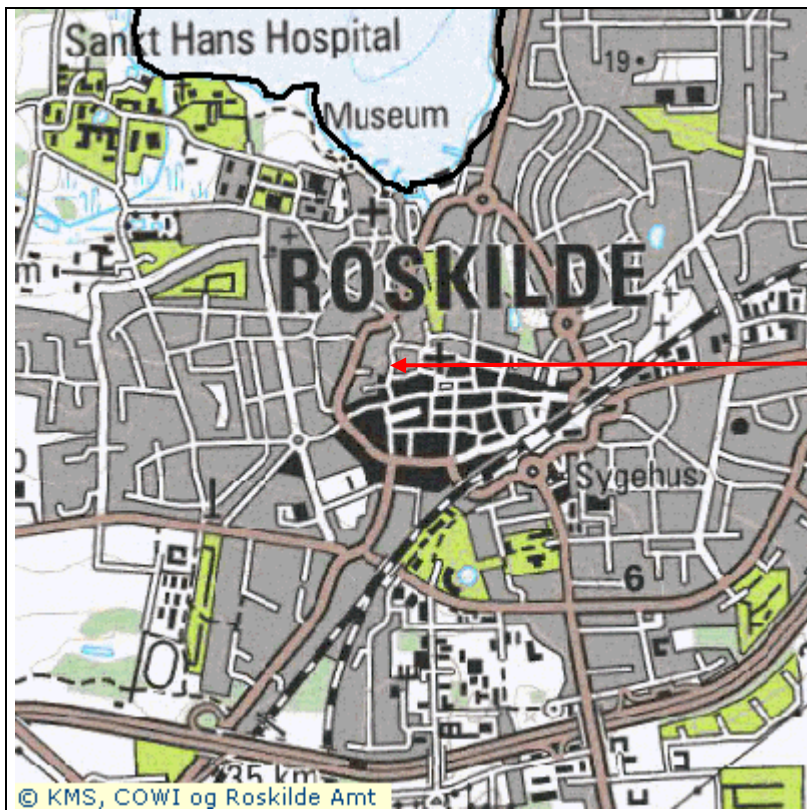 Sankt Hans Hospital
19
Museum
ROSKILDE
Sygehus
6
35 km
© KMS, COWI og Roskilde Amt